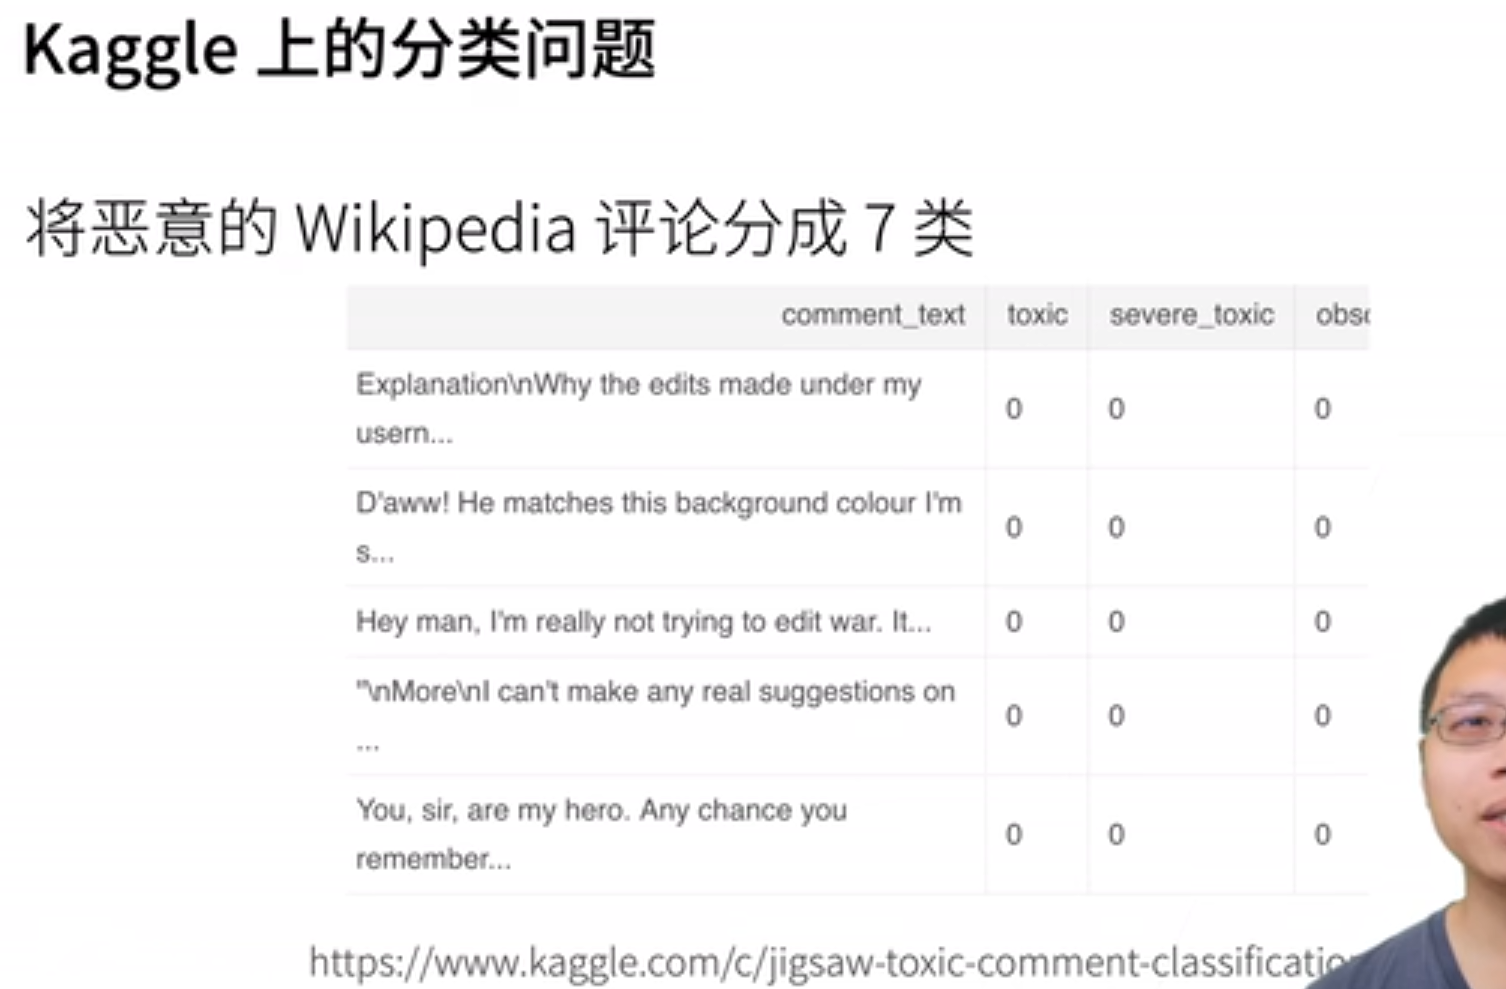 Kaggle 上的分类问题
将恶意的 Wikipedia 评论分成 7 类
comment_text toxic severe_toxic
Explanation\nWhy the edits made under my
usern... 0 0 0
D'aww! He matches this background colour I'm
s... 0 0 0
Hey man, I'm really not trying to edit war. It... 0 0 0
"\nMore\nI can't make any real suggestions on
... 0 0 0
You, sir, are my hero. Any chance you
remember... 0 0 0
https://www.kaggle.com/c/jigsaw-toxic-comment-classificatio